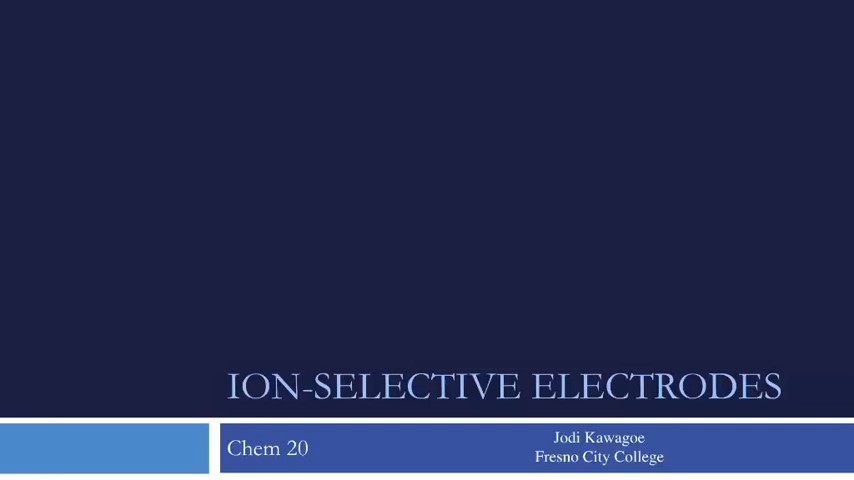 ION-SELECTIVE ELECTRODES
Chem 20
Jodi Kawagoe
Fresno City College